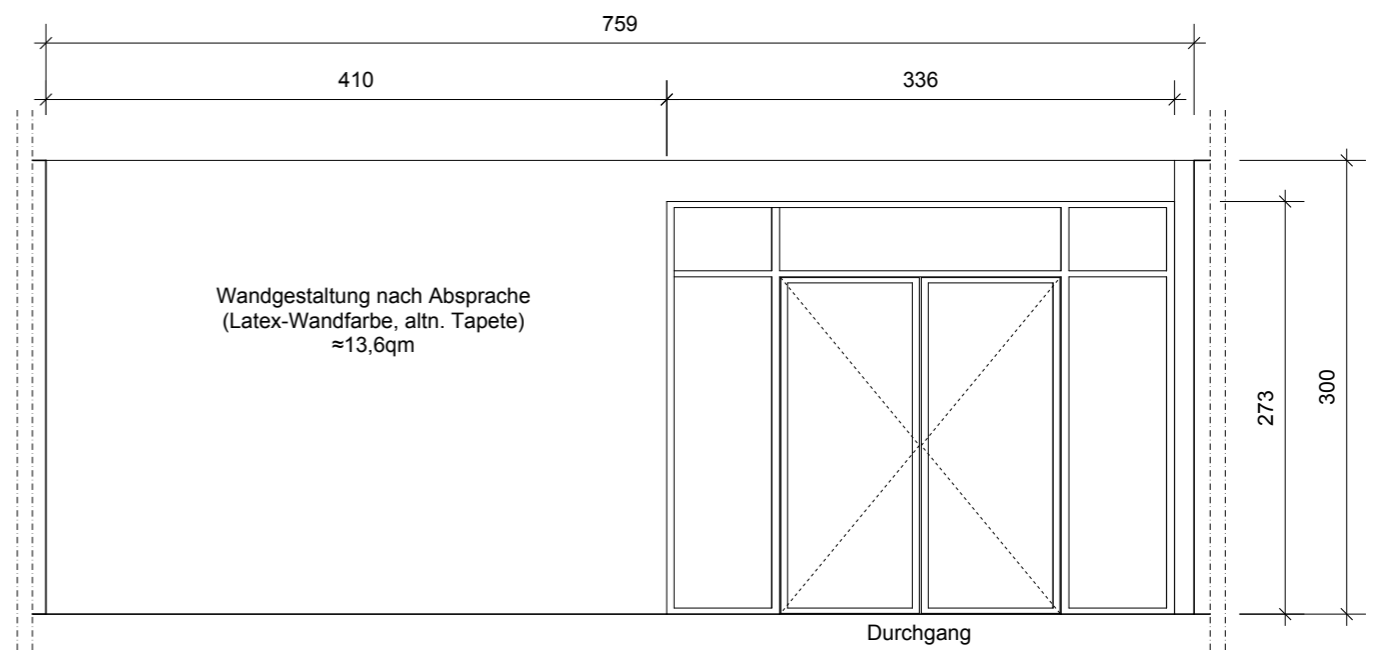 759
410
336
Wandgestaltung nach Absprache
(Latex-Wandfarbe, altn. Tapete)
≈13,6qm
273
300
Durchgang